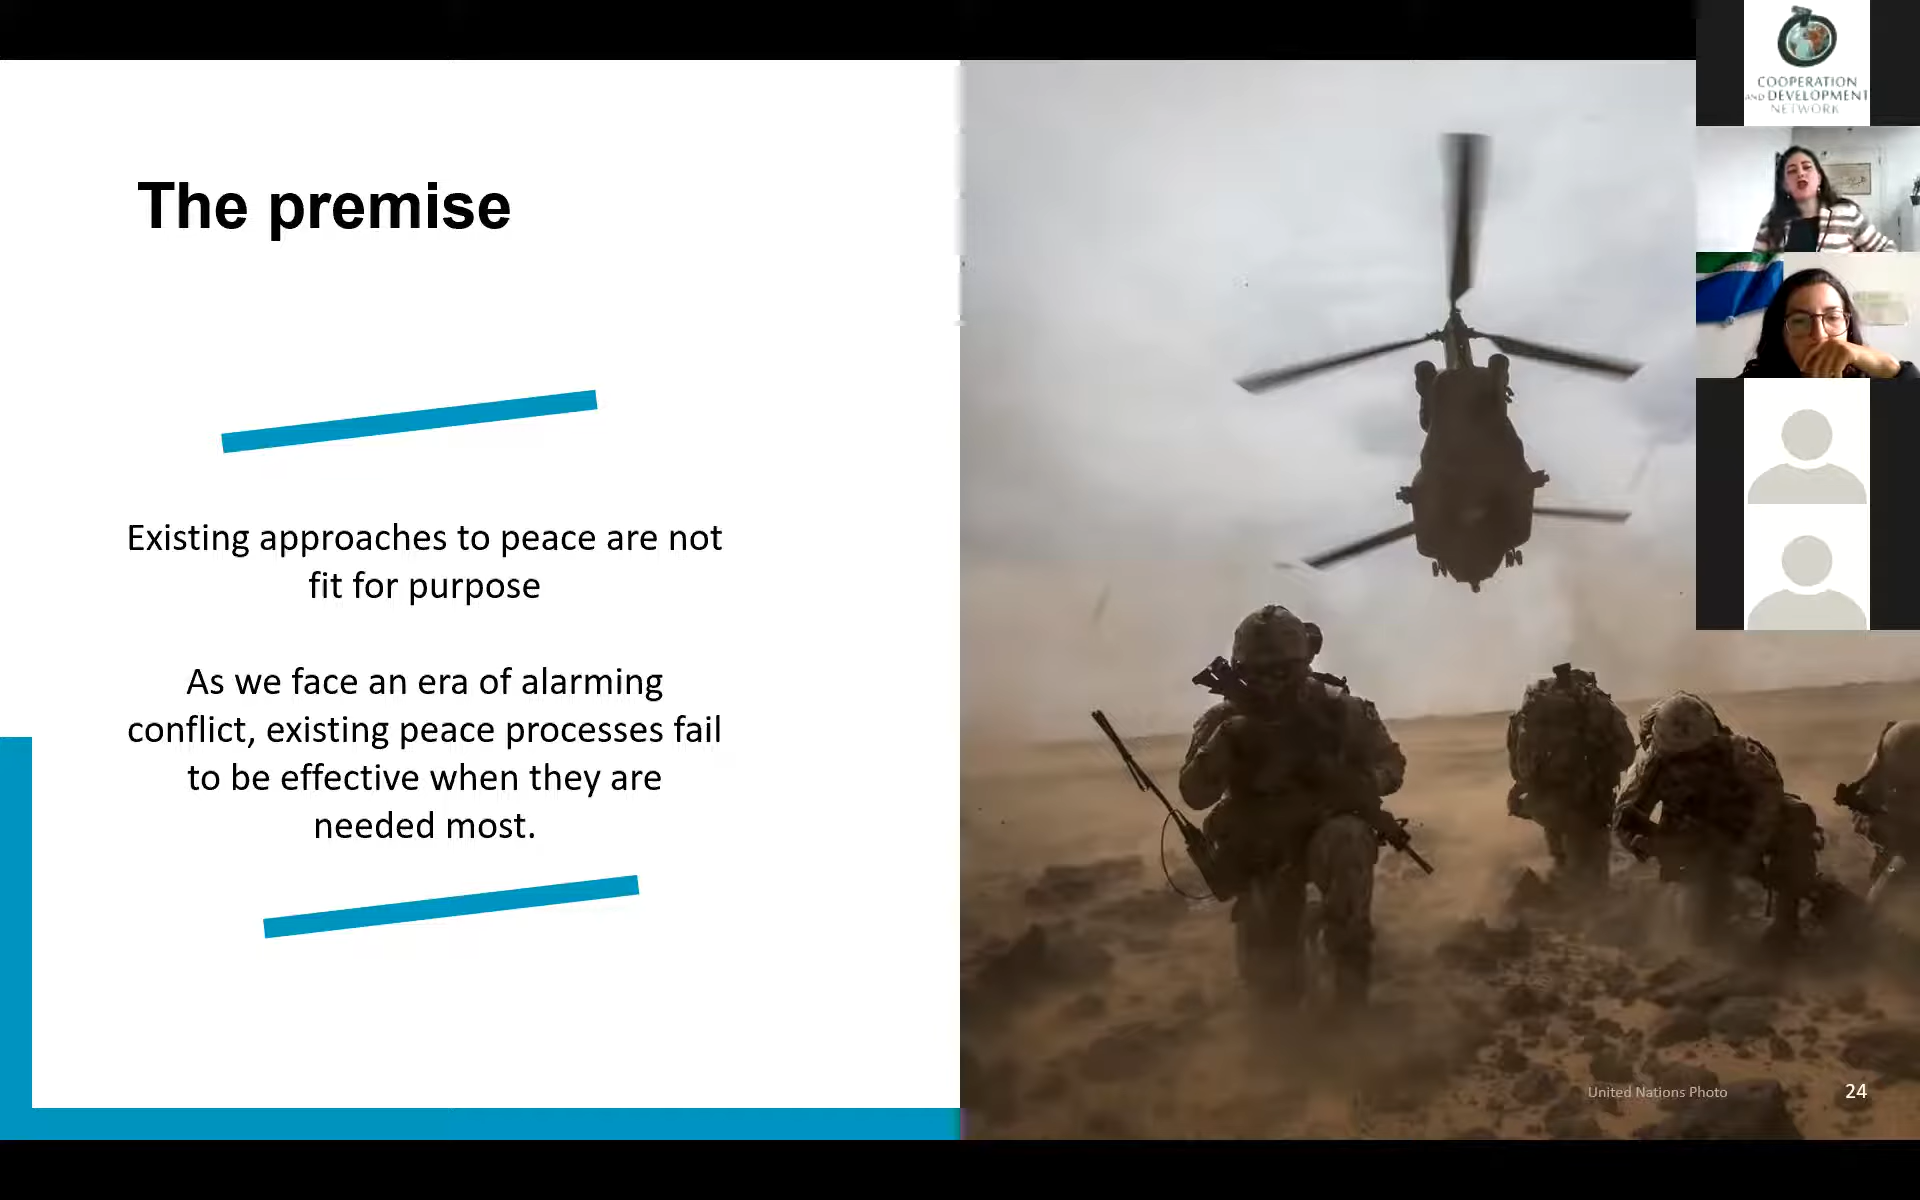 The premise
Existing approaches to peace are not
fit for purpose
As we face an era of alarming
conflict, existing peace processes fail
to be effective when they are
needed most.
United Nations Photo
24
COOPERATION
AND DEVELOPMENT
NETWORK